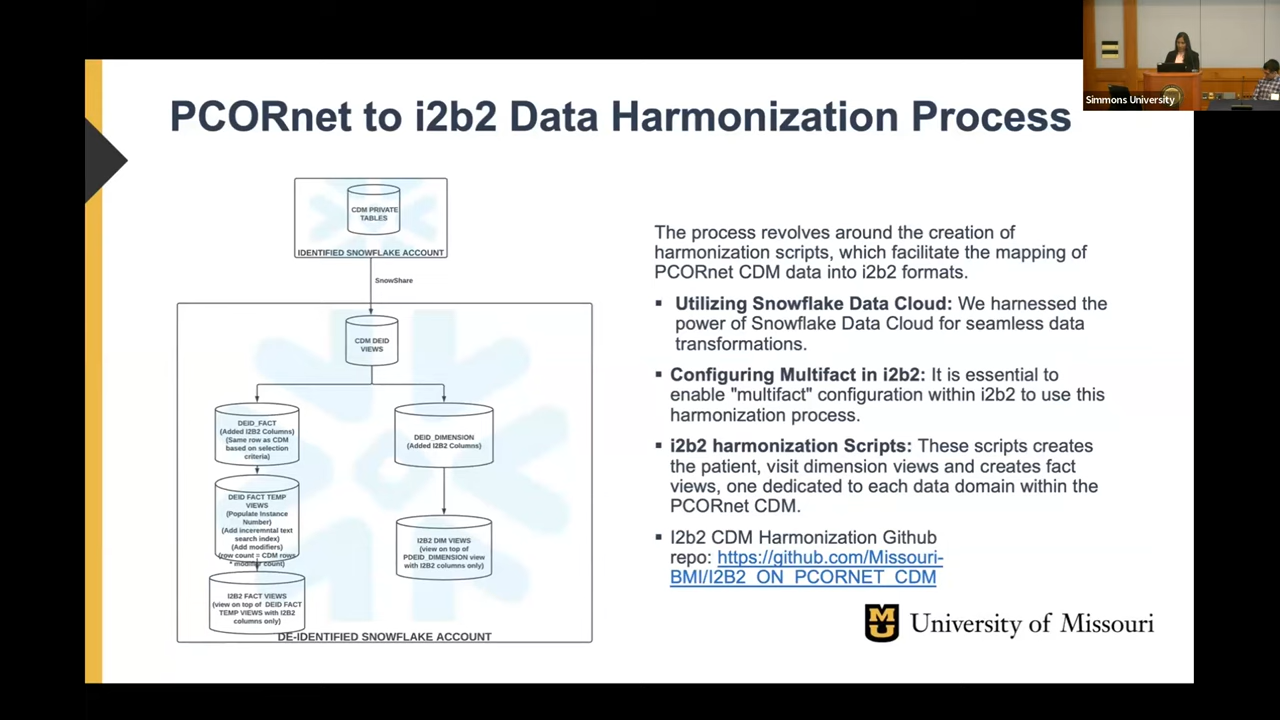 PCORnet to i2b2 Data Harmonization Process
Simmons University
CDM PRIVATE
TABLES
IDENTIFIED SNOWFLAKE ACCOUNT
SnowShare
CDM DEID
VIEWS
DEID_FACT
(Added I2B2 Columns)
(Same row as CDM
based on selection
criteria)
DEID_DIMENSION
(Added I2B2 Columns)
DEID FACT TEMP
VIEWS
(Populate Instance
Number)
(Add inceremntal text
search index)
(Add modifiers)
(row count = CDM rows
* modifier count)
I2B2 DIM VIEWS
(view on top of
PDEID_DIMENSION view
with I2B2 columns only)
I2B2 FACT VIEWS
(view on top of DEID FACT
TEMP VIEWS with I2B2
columns only)
DE-IDENTIFIED SNOWFLAKE ACCOUNT
The process revolves around the creation of
harmonization scripts, which facilitate the mapping of
PCORnet CDM data into i2b2 formats.
▪ Utilizing Snowflake Data Cloud: We harnessed the
power of Snowflake Data Cloud for seamless data
transformations.
▪ Configuring Multifact in i2b2: It is essential to
enable "multifact" configuration within i2b2 to use this
harmonization process.
▪ i2b2 harmonization Scripts: These scripts creates
the patient, visit dimension views and creates fact
views, one dedicated to each data domain within the
PCORnet CDM.
▪ I2b2 CDM Harmonization Github
repo: https://github.com/Missouri-
BMI/I2B2_ON_PCORNET_CDM
University of Missouri